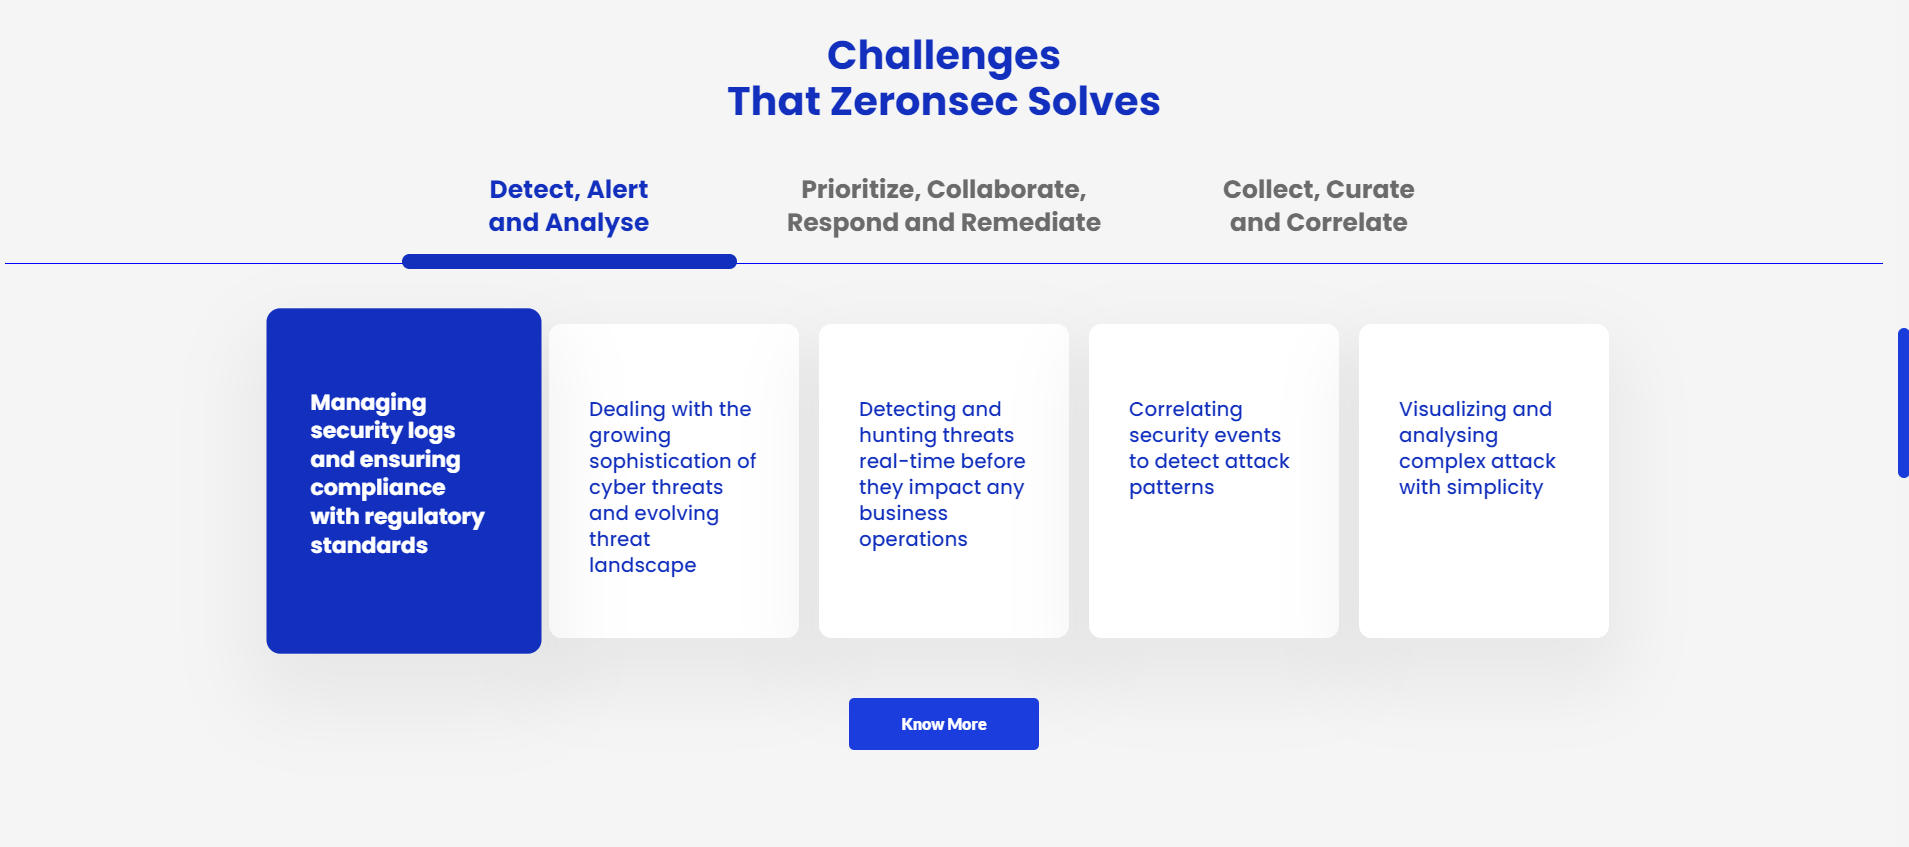 Challenges
That Zeronsec Solves
Detect, Alert
and Analyse
Prioritize, Collaborate,
Respond and Remediate
Collect, Curate
and Correlate
Managing
security logs
and ensuring
compliance
with regulatory
standards
Dealing with the
growing
sophistication of
cyber threats
and evolving
threat
landscape
Detecting and
hunting threats
real-time before
they impact any
business
operations
Correlating
security events
to detect attack
patterns
Visualizing and
analysing
complex attack
with simplicity
Know More